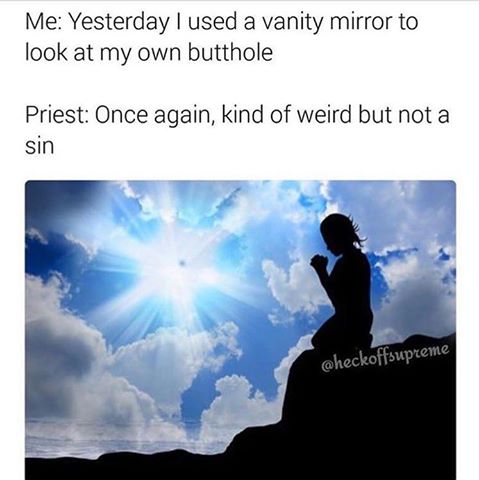 Me: Yesterday I used a vanity mirror to
look at my own butthole
Priest: Once again, kind of weird but not a
sin
@heckoffsupreme